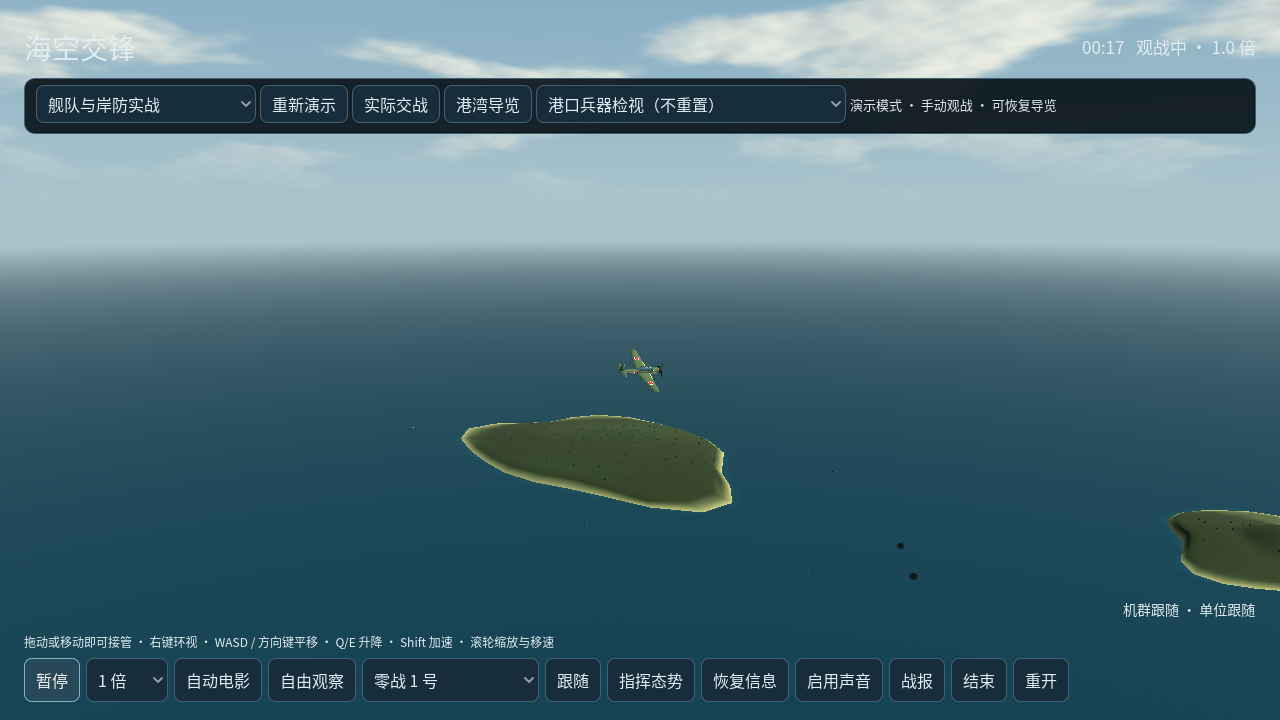 海空交锋
00:17 观战中 · 1.0 倍
舰队与岸防实战 重新演示 实际交战 港湾导览 港口兵器检视（不重置） 演示模式 · 手动观战 · 可恢复导览
机群跟随 · 单位跟随
拖动或移动即可接管 · 右键环视 · WASD / 方向键平移 · Q/E 升降 · Shift 加速 · 滚轮缩放与移速
暂停 1 倍 自动电影 自由观察 零战 1 号 跟随 指挥态势 恢复信息 启用声音 战报 结束 重开